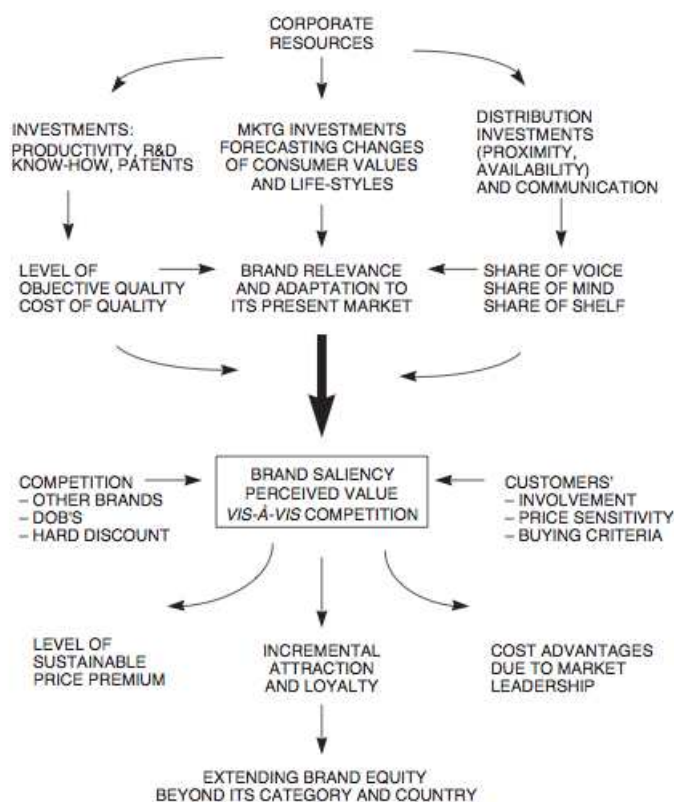 CORPORATE
RESOURCES
INVESTMENTS:
PRODUCTIVITY, R&D
KNOW-HOW, PATENTS
MKTG INVESTMENTS
FORECASTING CHANGES
OF CONSUMER VALUES
AND LIFE-STYLES
DISTRIBUTION
INVESTMENTS
(PROXIMITY,
AVAILABILITY)
AND COMMUNICATION
LEVEL OF
OBJECTIVE QUALITY
COST OF QUALITY
BRAND RELEVANCE
AND ADAPTATION TO
ITS PRESENT MARKET
SHARE OF VOICE
SHARE OF MIND
SHARE OF SHELF
COMPETITION
– OTHER BRANDS
– DOB'S
– HARD DISCOUNT
BRAND SALIENCY
PERCEIVED VALUE
VIS-À-VIS COMPETITION
CUSTOMERS'
– INVOLVEMENT
– PRICE SENSITIVITY
– BUYING CRITERIA
LEVEL OF
SUSTAINABLE
PRICE PREMIUM
INCREMENTAL
ATTRACTION
AND LOYALTY
COST ADVANTAGES
DUE TO MARKET
LEADERSHIP
EXTENDING BRAND EQUITY
BEYOND ITS CATEGORY AND COUNTRY